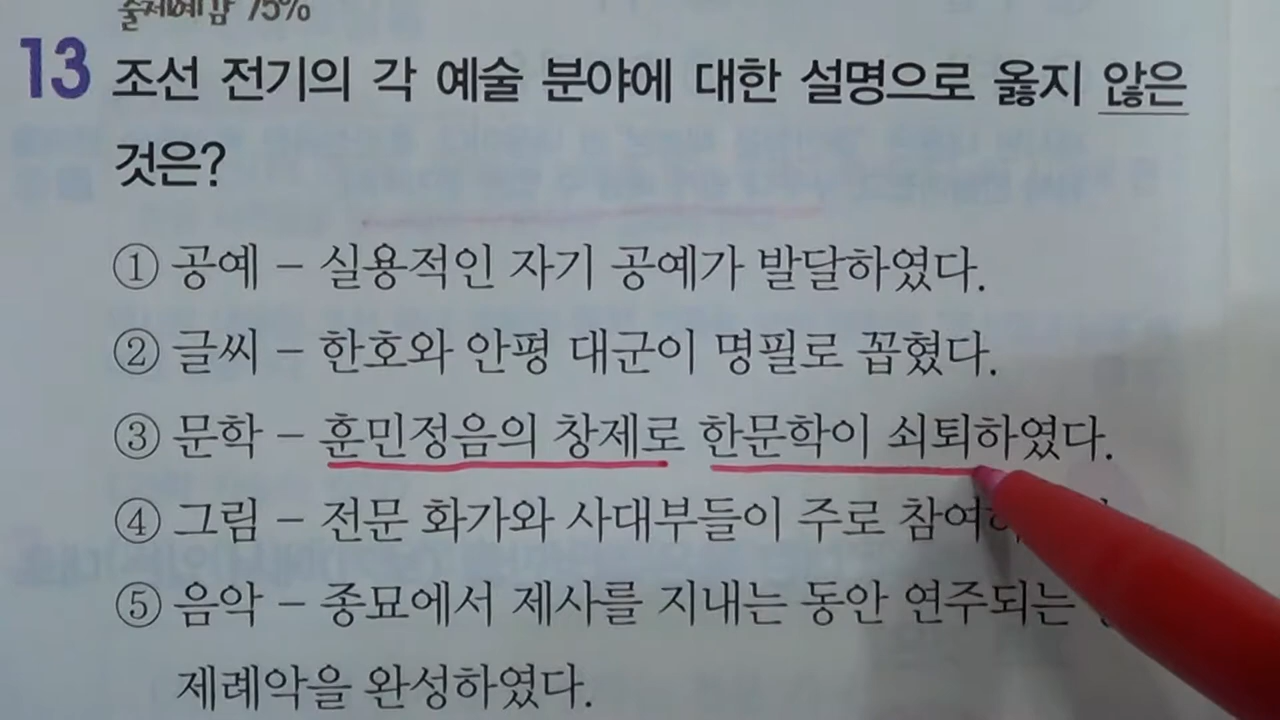 출제예감 75%
13 조선 전기의 각 예술 분야에 대한 설명으로 옳지 않은
것은?
① 공예 – 실용적인 자기 공예가 발달하였다.
② 글씨 – 한호와 안평 대군이 명필로 꼽혔다.
③ 문학 – 훈민정음의 창제로 한문학이 쇠퇴하였다.
④ 그림 – 전문 화가와 사대부들이 주로
⑤ 음악 – 종묘에서 제사를 지내는 동안 연주되는
제례악을 완성하였다.